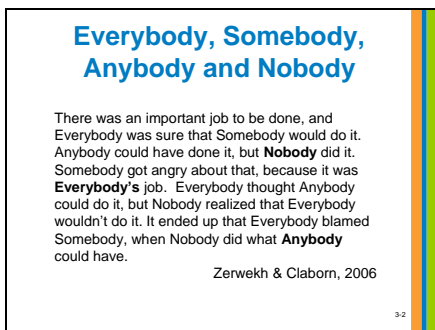 Everybody, Somebody,
Anybody and Nobody
There was an important job to be done, and
Everybody was sure that Somebody would do it.
Anybody could have done it, but Nobody did it.
Somebody got angry about that, because it was
Everybody's job.  Everybody thought Anybody
could do it, but Nobody realized that Everybody
wouldn't do it. It ended up that Everybody blamed
Somebody, when Nobody did what Anybody
could have.
Zerwekh & Claborn, 2006
3-2